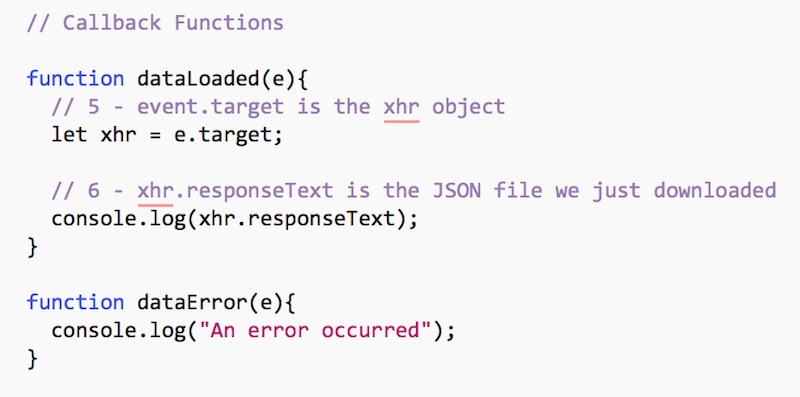 // Callback Functions
function dataLoaded(e){
// 5 - event.target is the xhr object
let xhr = e.target;
// 6 - xhr.responseText is the JSON file we just downloaded
console.log(xhr.responseText);
}
function dataError(e){
console.log("An error occurred");
}